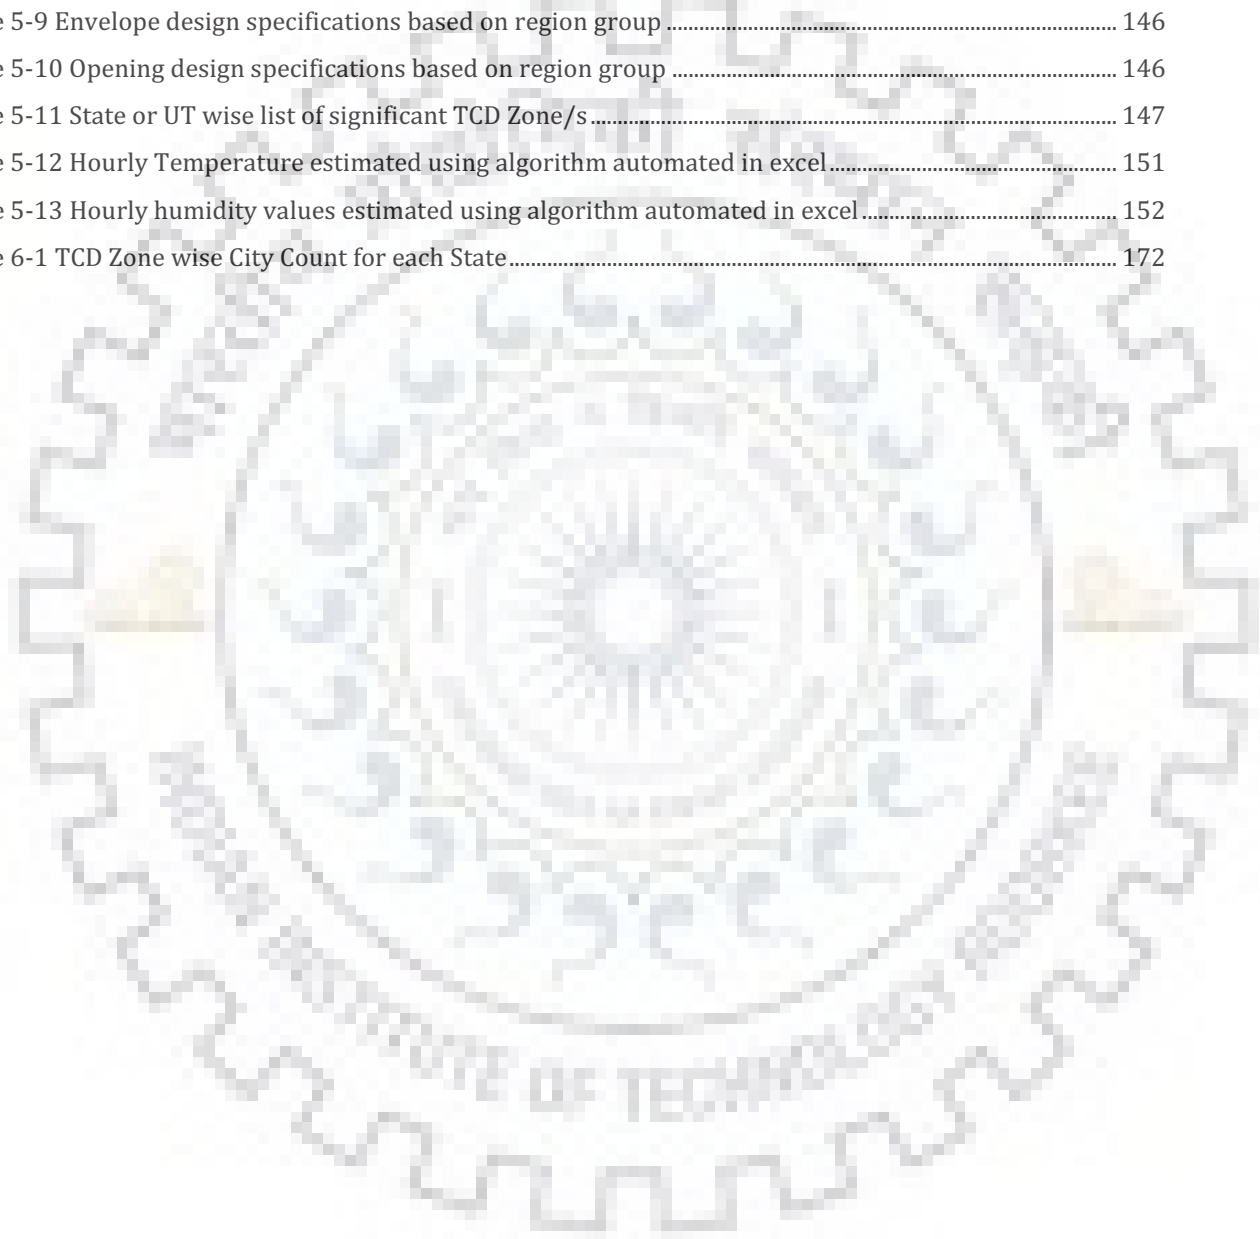 e 5-9 Envelope design specifications based on region group ........ 146
e 5-10 Opening design specifications based on region group ........ 146
e 5-11 State or UT wise list of significant TCD Zone/s ........ 147
e 5-12 Hourly Temperature estimated using algorithm automated in excel ........ 151
e 5-13 Hourly humidity values estimated using algorithm automated in excel ........ 152
e 6-1 TCD Zone wise City Count for each State ........ 172
INSTITUTE OF TECHNOLOGY